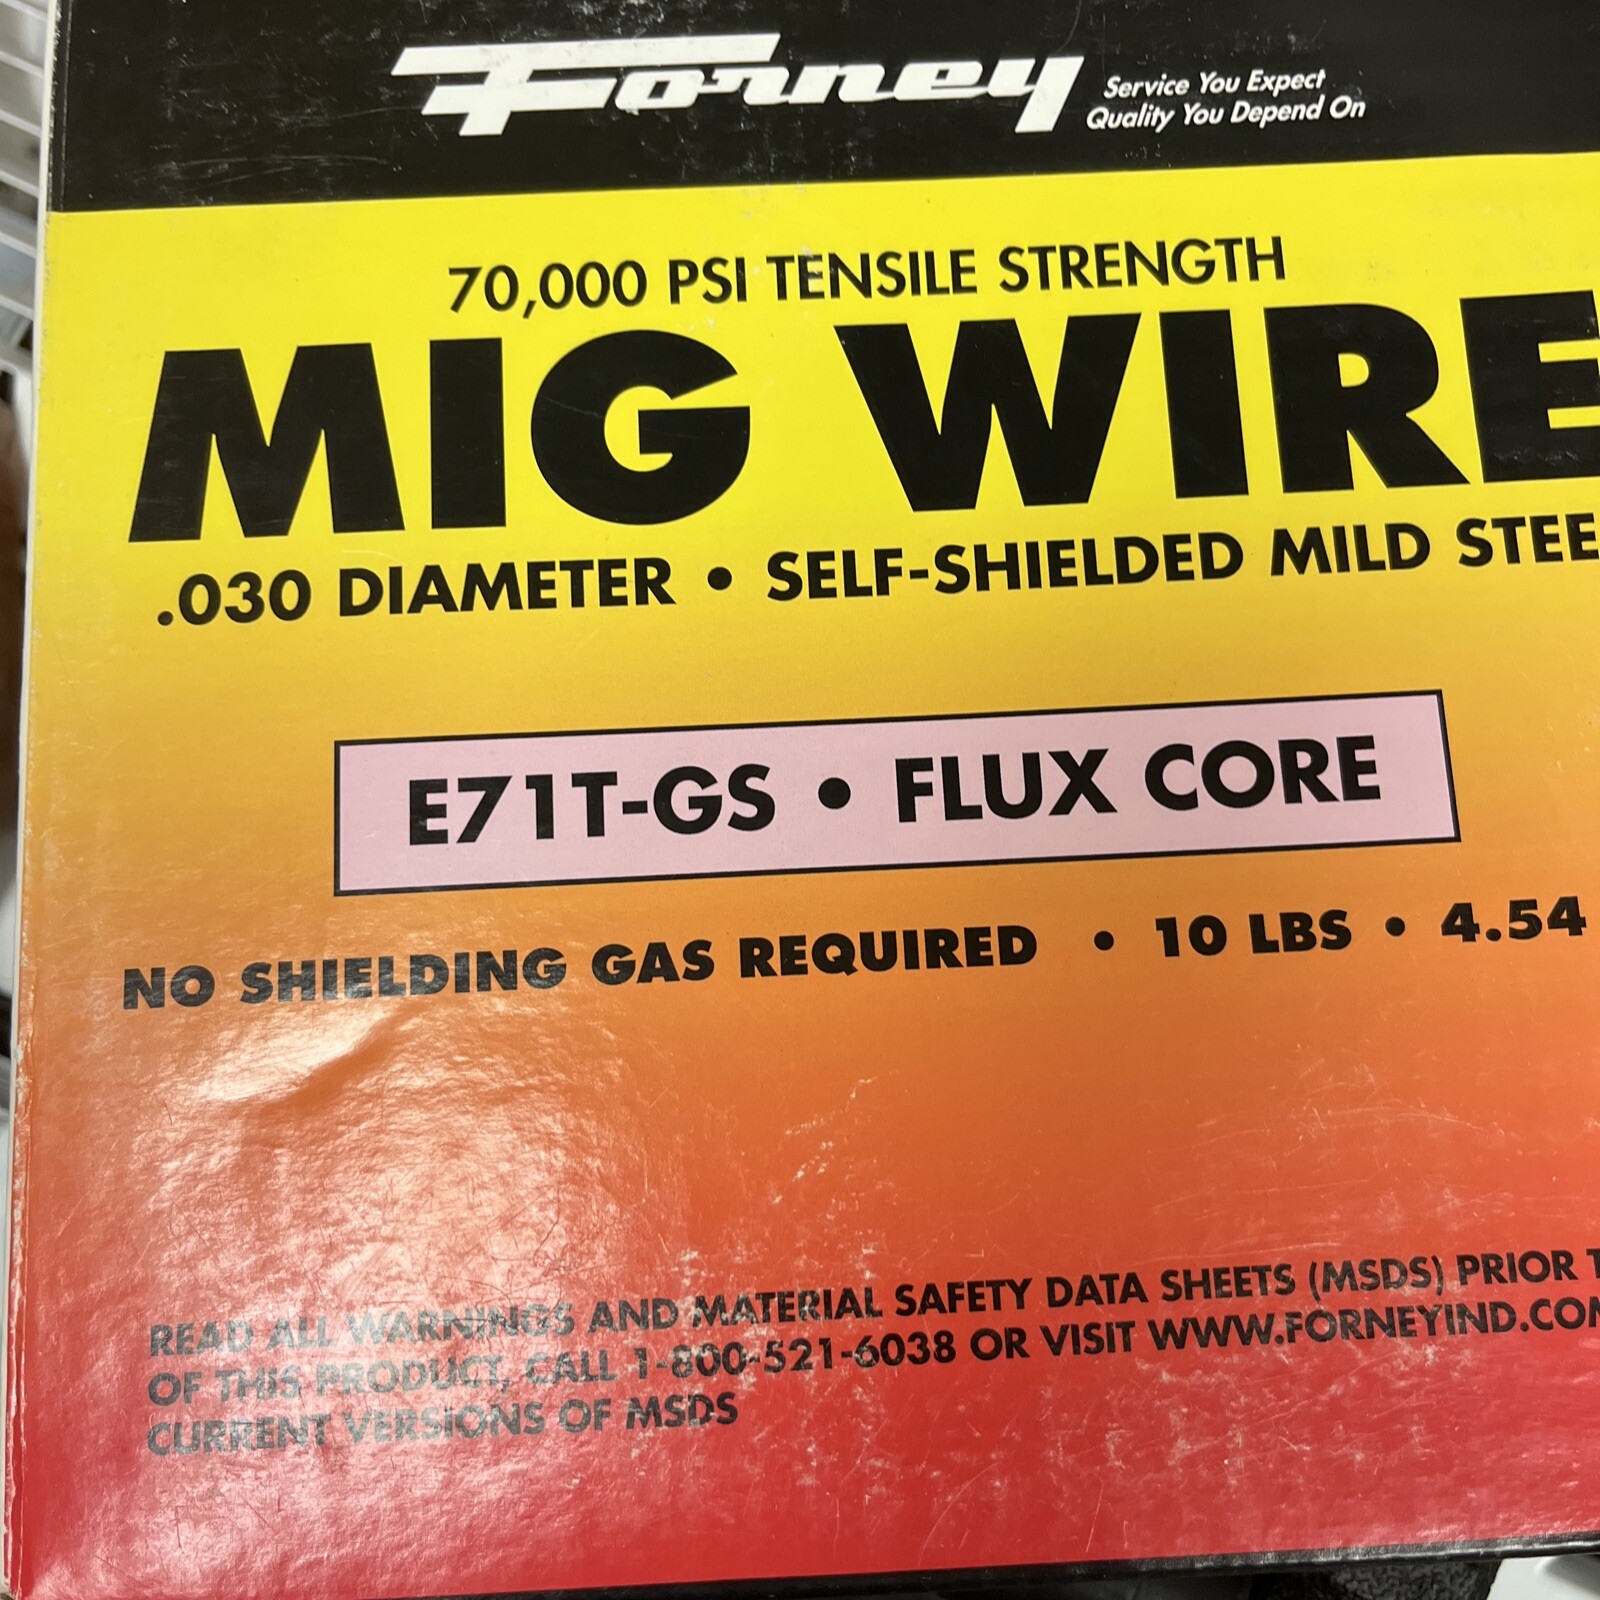 Forney
Service You Expect
Quality You Depend On
70,000 PSI TENSILE STRENGTH
MIG WIRE
.030 DIAMETER • SELF-SHIELDED MILD STEE
E71T-GS • FLUX CORE
NO SHIELDING GAS REQUIRED • 10 LBS • 4.54
READ ALL WARNINGS AND MATERIAL SAFETY DATA SHEETS (MSDS) PRIOR T
OF THIS PRODUCT, CALL 1-800-521-6038 OR VISIT WWW.FORNEYIND.COM
CURRENT VERSIONS OF MSDS